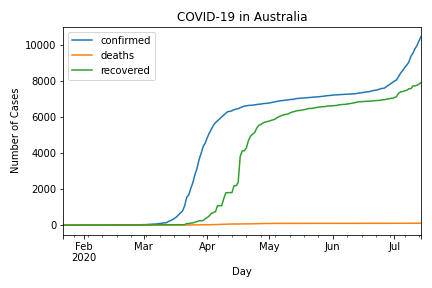 COVID-19 in Australia
confirmed
deaths
recovered
10000
8000
6000
4000
2000
0
Number of Cases
Feb
2020
Mar
Apr
May
Jun
Jul
Day